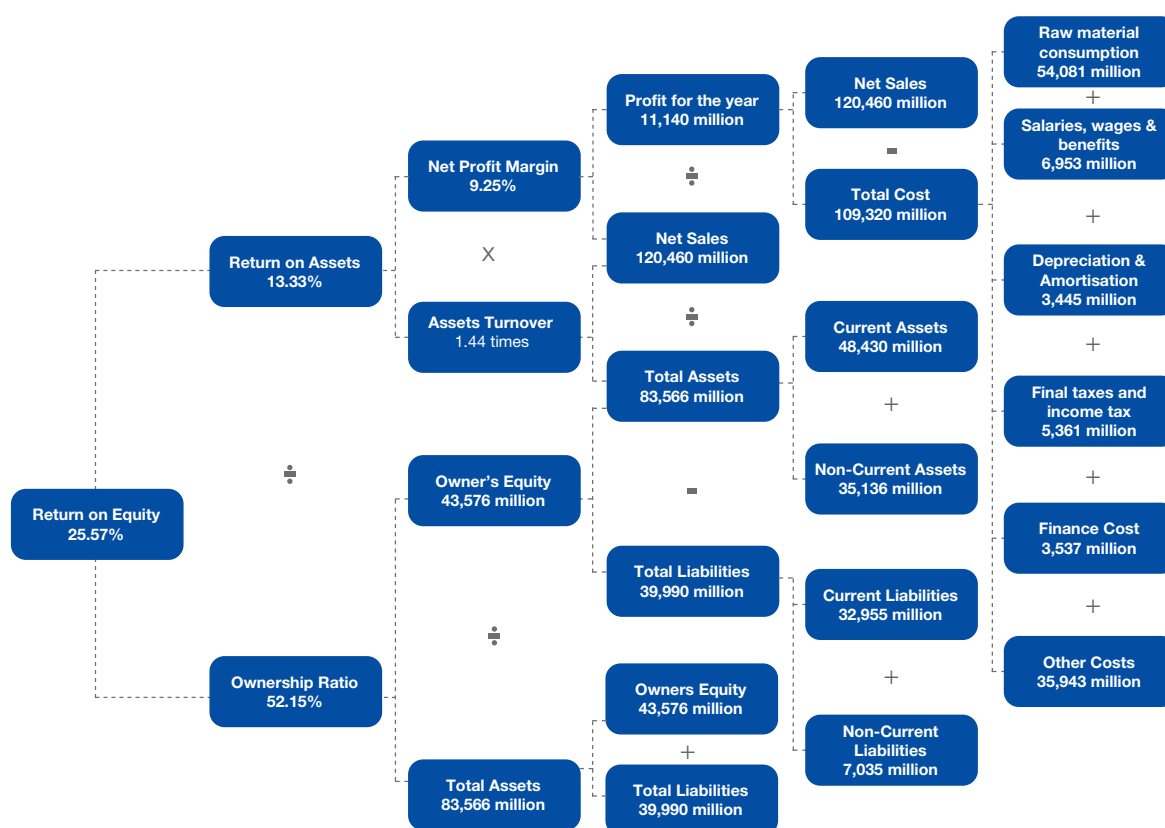 Return on Equity
25.57%
Return on Assets
13.33%
÷
Ownership Ratio
52.15%
Net Profit Margin
9.25%
X
Assets Turnover
1.44 times
Owner’s Equity
43,576 million
÷
Total Assets
83,566 million
Profit for the year
11,140 million
÷
Net Sales
120,460 million
÷
Total Assets
83,566 million
-
Total Liabilities
39,990 million
Owners Equity
43,576 million
+
Total Liabilities
39,990 million
Net Sales
120,460 million
-
Total Cost
109,320 million
Current Assets
48,430 million
+
Non-Current Assets
35,136 million
Current Liabilities
32,955 million
+
Non-Current
Liabilities
7,035 million
Raw material
consumption
54,081 million
+
Salaries, wages &
benefits
6,953 million
+
Depreciation &
Amortisation
3,445 million
+
Final taxes and
income tax
5,361 million
+
Finance Cost
3,537 million
+
Other Costs
35,943 million